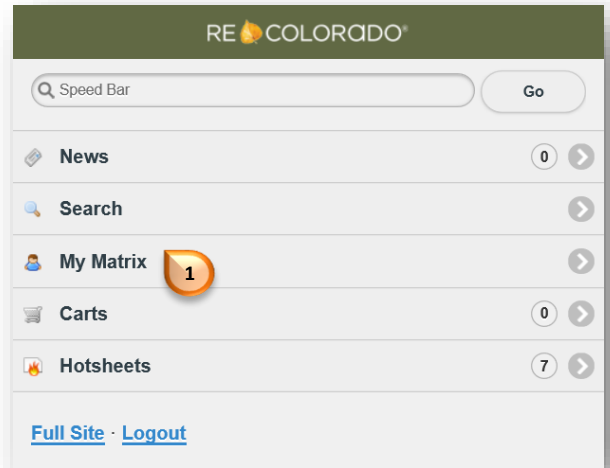 RE COLORADO®
Speed Bar
Go
News 0
Search
My Matrix 1
Carts 0
Hotsheets 7
Full Site · Logout